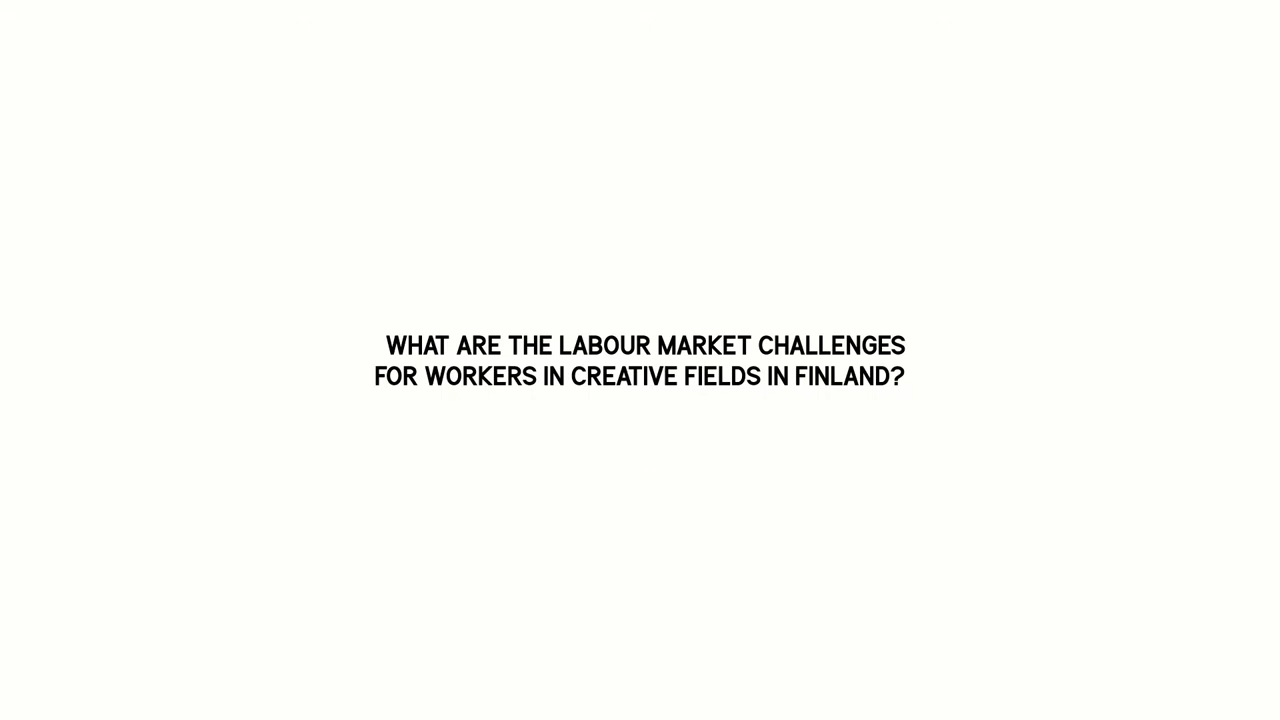 WHAT ARE THE LABOUR MARKET CHALLENGES
FOR WORKERS IN CREATIVE FIELDS IN FINLAND?